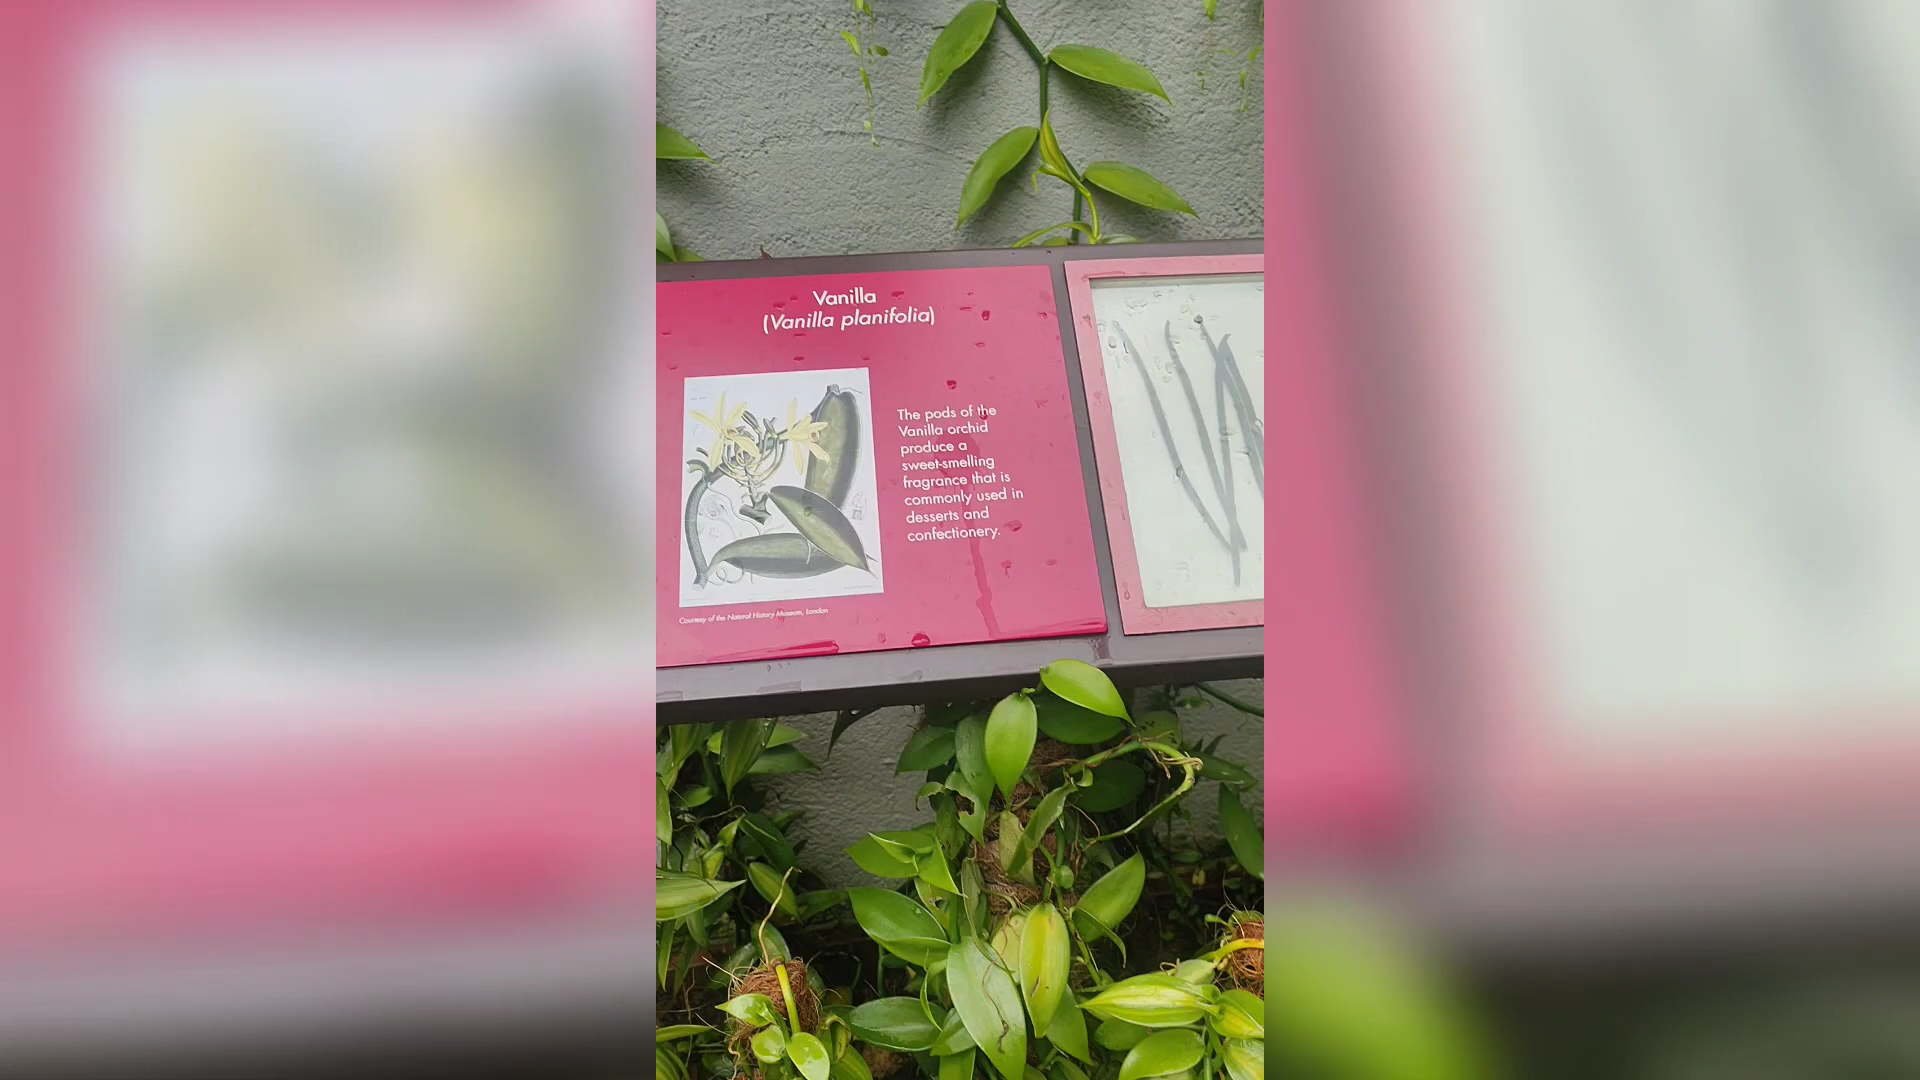 Vanilla
(Vanilla planifolia)
The pods of the
Vanilla orchid
produce a
sweet-smelling
fragrance that is
commonly used in
desserts and
confectionery.
Courtesy of the Natural History Museum, London